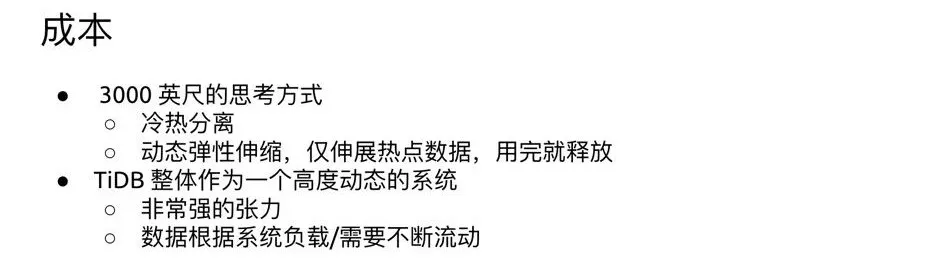 成本
● 3000 英尺的思考方式
○ 冷热分离
○ 动态弹性伸缩，仅伸展热点数据，用完就释放
● TiDB 整体作为一个高度动态的系统
○ 非常强的张力
○ 数据根据系统负载/需要不断流动